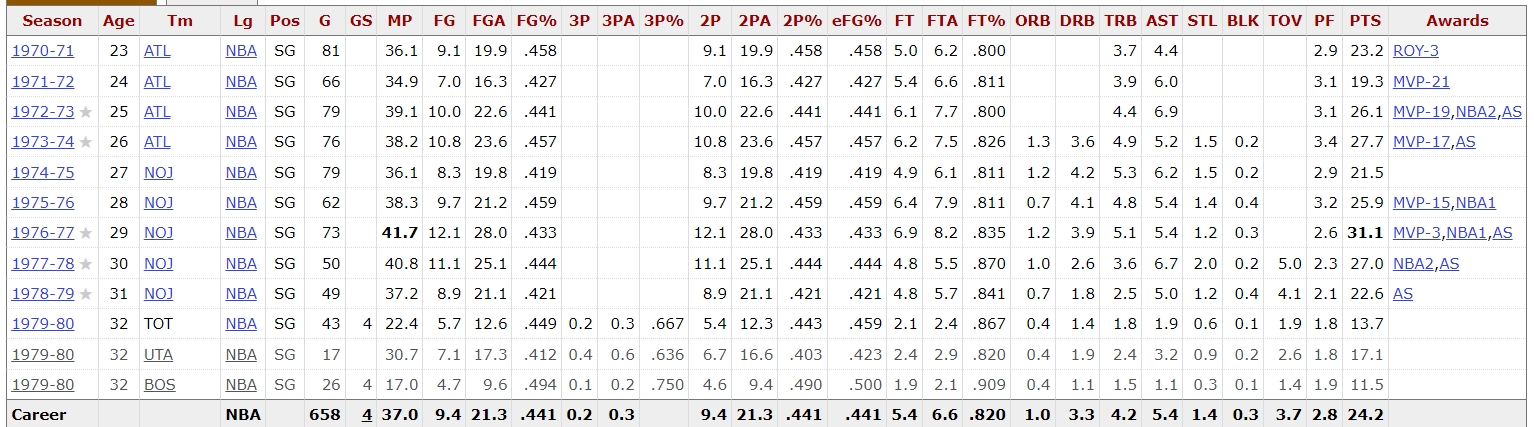 Season Age Tm Lg Pos G GS MP FG FGA FG% 3P 3PA 3P% 2P 2PA 2P% eFG% FT FTA FT% ORB DRB TRB AST STL BLK TOV PF PTS Awards
1970-71 23 ATL NBA SG 81 36.1 9.1 19.9 .458 9.1 19.9 .458 .458 5.0 6.2 .800 3.7 4.4 2.9 23.2 ROY-3
1971-72 24 ATL NBA SG 66 34.9 7.0 16.3 .427 7.0 16.3 .427 .427 5.4 6.6 .811 3.9 6.0 3.1 19.3 MVP-21
1972-73 ★ 25 ATL NBA SG 79 39.1 10.0 22.6 .441 10.0 22.6 .441 .441 6.1 7.7 .800 4.4 6.9 3.1 26.1 MVP-19,NBA2,AS
1973-74 ★ 26 ATL NBA SG 76 38.2 10.8 23.6 .457 10.8 23.6 .457 .457 6.2 7.5 .826 1.3 3.6 4.9 5.2 1.5 0.2 3.4 27.7 MVP-17,AS
1974-75 27 NOJ NBA SG 79 36.1 8.3 19.8 .419 8.3 19.8 .419 .419 4.9 6.1 .811 1.2 4.2 5.3 6.2 1.5 0.2 2.9 21.5
1975-76 28 NOJ NBA SG 62 38.3 9.7 21.2 .459 9.7 21.2 .459 .459 6.4 7.9 .811 0.7 4.1 4.8 5.4 1.4 0.4 3.2 25.9 MVP-15,NBA1
1976-77 ★ 29 NOJ NBA SG 73 41.7 12.1 28.0 .433 12.1 28.0 .433 .433 6.9 8.2 .835 1.2 3.9 5.1 5.4 1.2 0.3 2.6 31.1 MVP-3,NBA1,AS
1977-78 ★ 30 NOJ NBA SG 50 40.8 11.1 25.1 .444 11.1 25.1 .444 .444 4.8 5.5 .870 1.0 2.6 3.6 6.7 2.0 0.2 5.0 2.3 27.0 NBA2,AS
1978-79 ★ 31 NOJ NBA SG 49 37.2 8.9 21.1 .421 8.9 21.1 .421 .421 4.8 5.7 .841 0.7 1.8 2.5 5.0 1.2 0.4 4.1 2.1 22.6 AS
1979-80 32 TOT NBA SG 43 4 22.4 5.7 12.6 .449 0.2 0.3 .667 5.4 12.3 .443 .459 2.1 2.4 .867 0.4 1.4 1.8 1.9 0.6 0.1 1.9 1.8 13.7
1979-80 32 UTA NBA SG 17 30.7 7.1 17.3 .412 0.4 0.6 .636 6.7 16.6 .403 .423 2.4 2.9 .820 0.4 1.9 2.4 3.2 0.9 0.2 2.6 1.8 17.1
1979-80 32 BOS NBA SG 26 4 17.0 4.7 9.6 .494 0.1 0.2 .750 4.6 9.4 .490 .500 1.9 2.1 .909 0.4 1.1 1.5 1.1 0.3 0.1 1.4 1.9 11.5
Career NBA 658 4 37.0 9.4 21.3 .441 0.2 0.3 9.4 21.3 .441 .441 5.4 6.6 .820 1.0 3.3 4.2 5.4 1.4 0.3 3.7 2.8 24.2